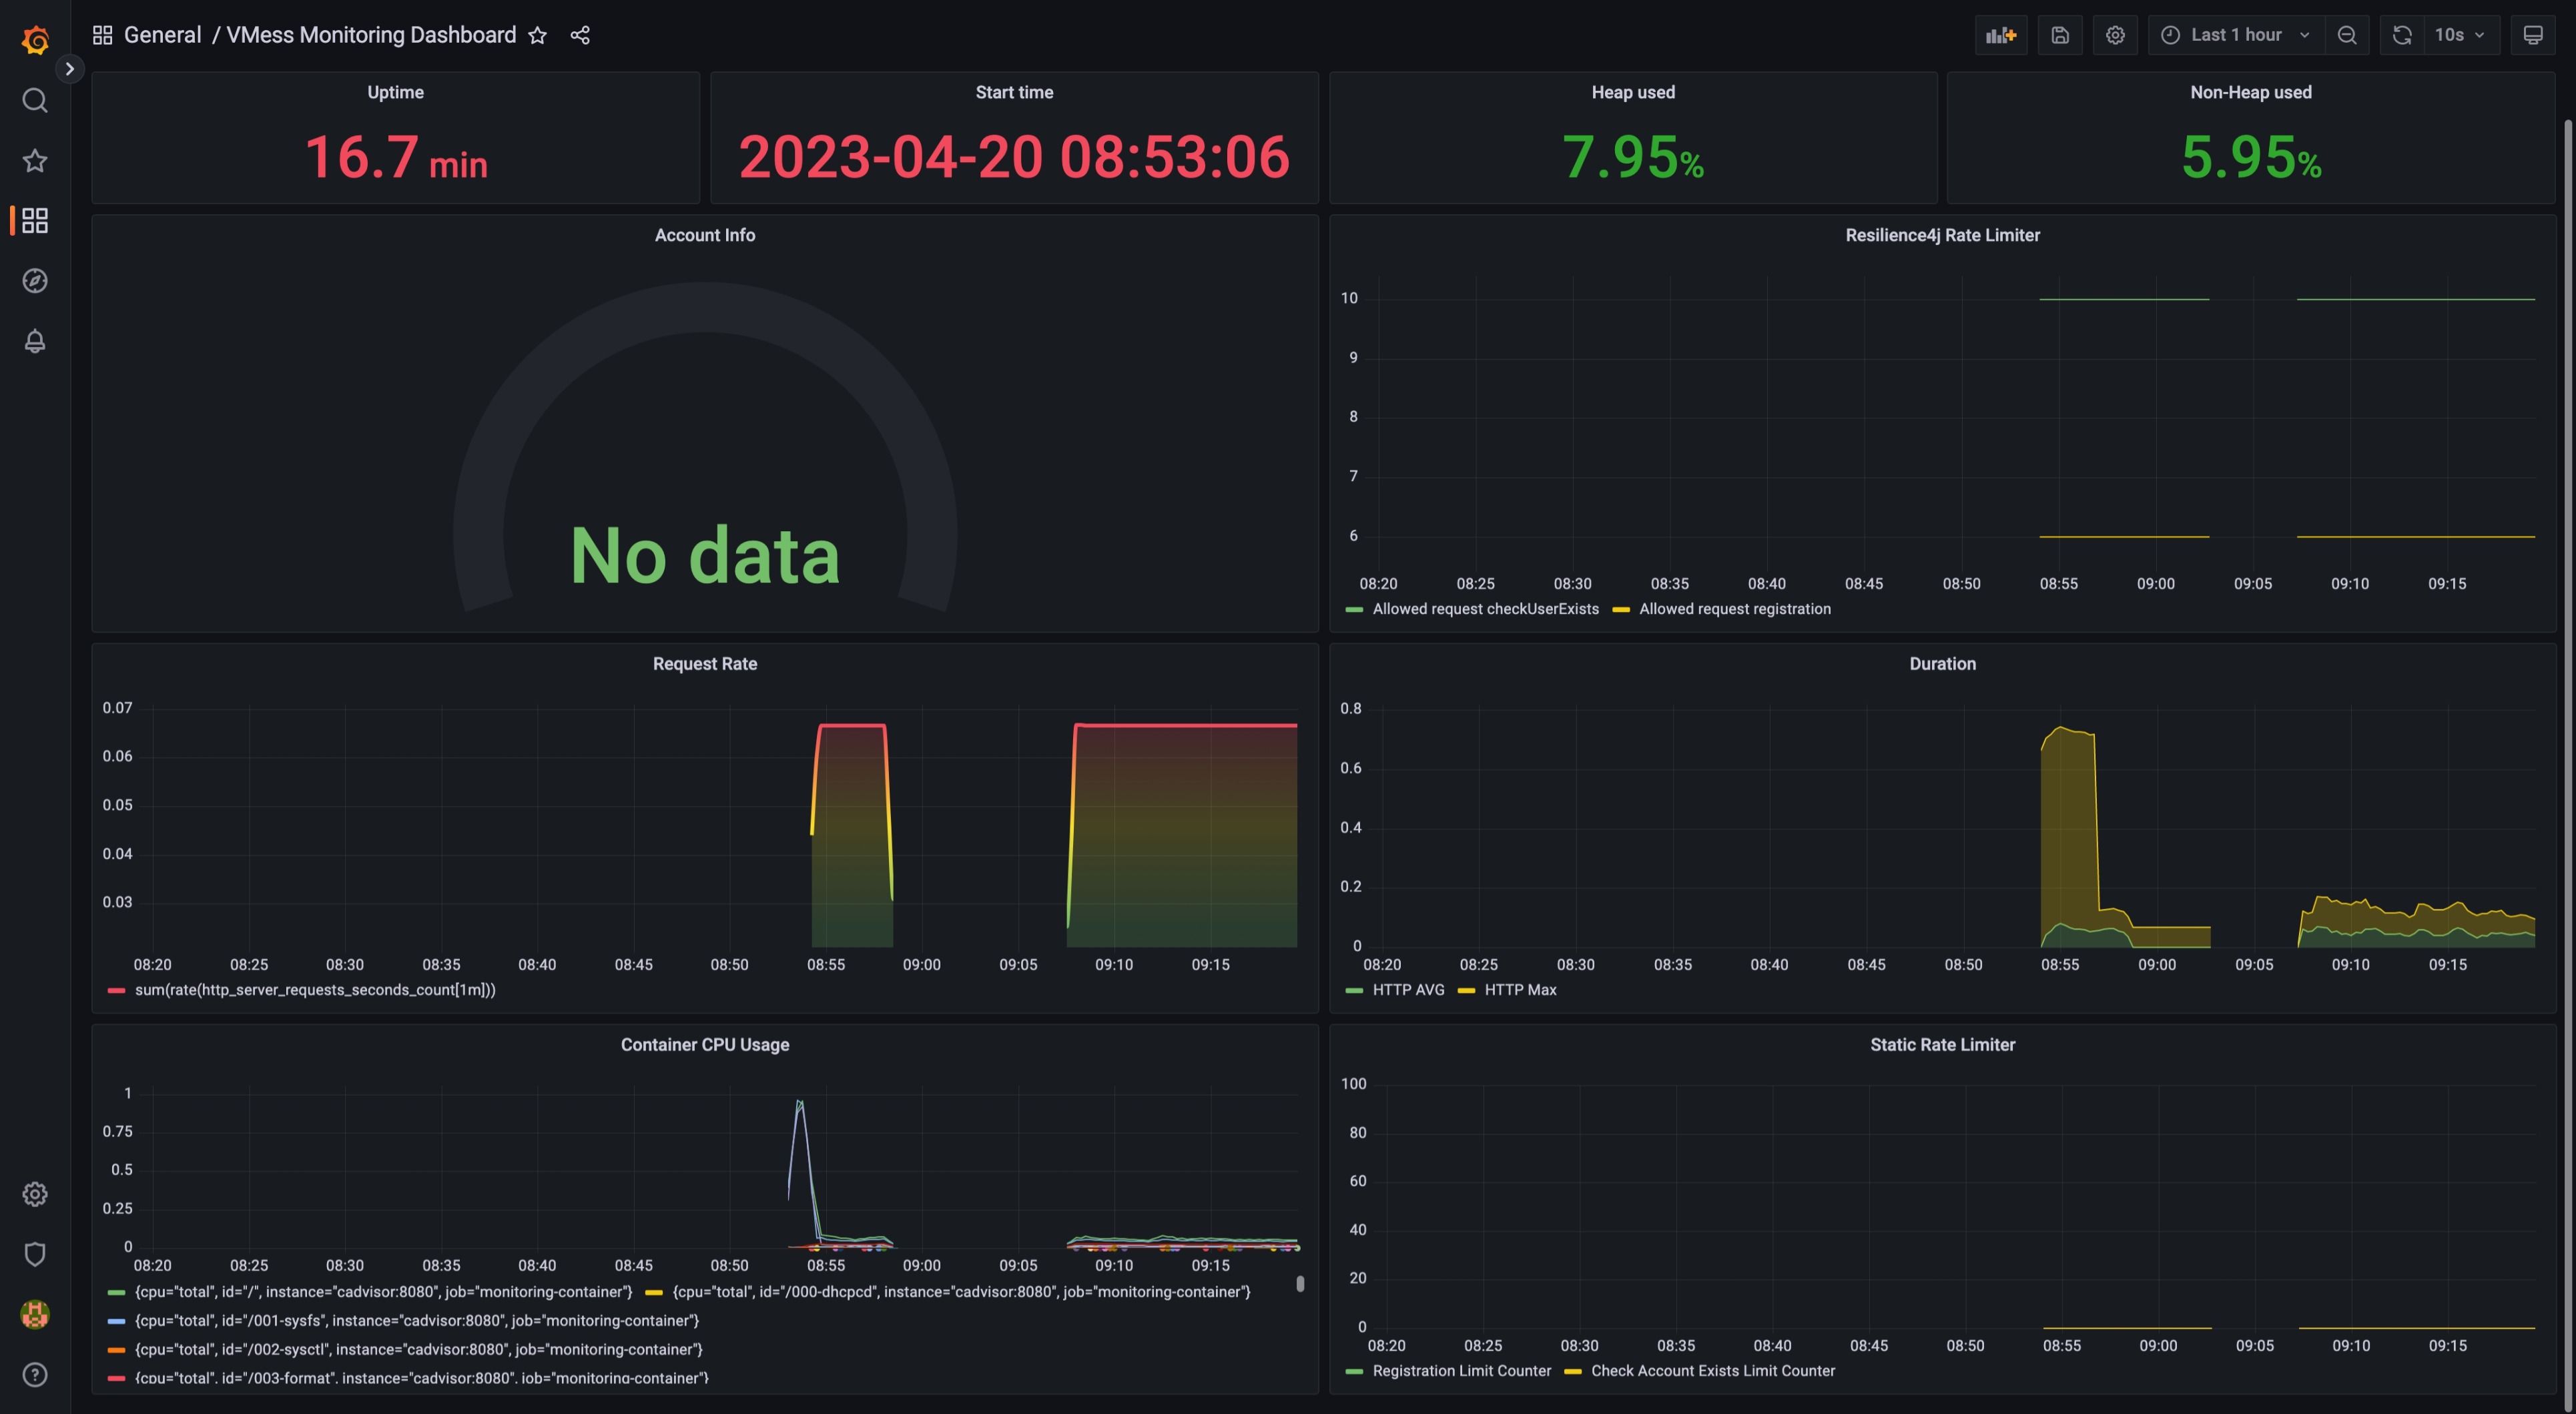 General / VMess Monitoring Dashboard
Last 1 hour
10s
Uptime
16.7 min
Start time
2023-04-20 08:53:06
Heap used
7.95%
Non-Heap used
5.95%
Account Info
No data
Resilience4j Rate Limiter
10
9
8
7
6
08:20 08:25 08:30 08:35 08:40 08:45 08:50 08:55 09:00 09:05 09:10 09:15
Allowed request checkUserExists Allowed request registration
Request Rate
0.07
0.06
0.05
0.04
0.03
08:20 08:25 08:30 08:35 08:40 08:45 08:50 08:55 09:00 09:05 09:10 09:15
sum(rate(http_server_requests_seconds_count[1m]))
Duration
0.8
0.6
0.4
0.2
0
08:20 08:25 08:30 08:35 08:40 08:45 08:50 08:55 09:00 09:05 09:10 09:15
HTTP AVG HTTP Max
Container CPU Usage
1
0.75
0.5
0.25
0
08:20 08:25 08:30 08:35 08:40 08:45 08:50 08:55 09:00 09:05 09:10 09:15
{cpu="total", id="/", instance="cadvisor:8080", job="monitoring-container"} {cpu="total", id="/000-dhcpcd", instance="cadvisor:8080", job="monitoring-container"}
{cpu="total", id="/001-sysfs", instance="cadvisor:8080", job="monitoring-container"}
{cpu="total", id="/002-sysctl", instance="cadvisor:8080", job="monitoring-container"}
{cpu="total", id="/003-format", instance="cadvisor:8080", job="monitoring-container"}
Static Rate Limiter
100
80
60
40
20
0
08:20 08:25 08:30 08:35 08:40 08:45 08:50 08:55 09:00 09:05 09:10 09:15
Registration Limit Counter Check Account Exists Limit Counter